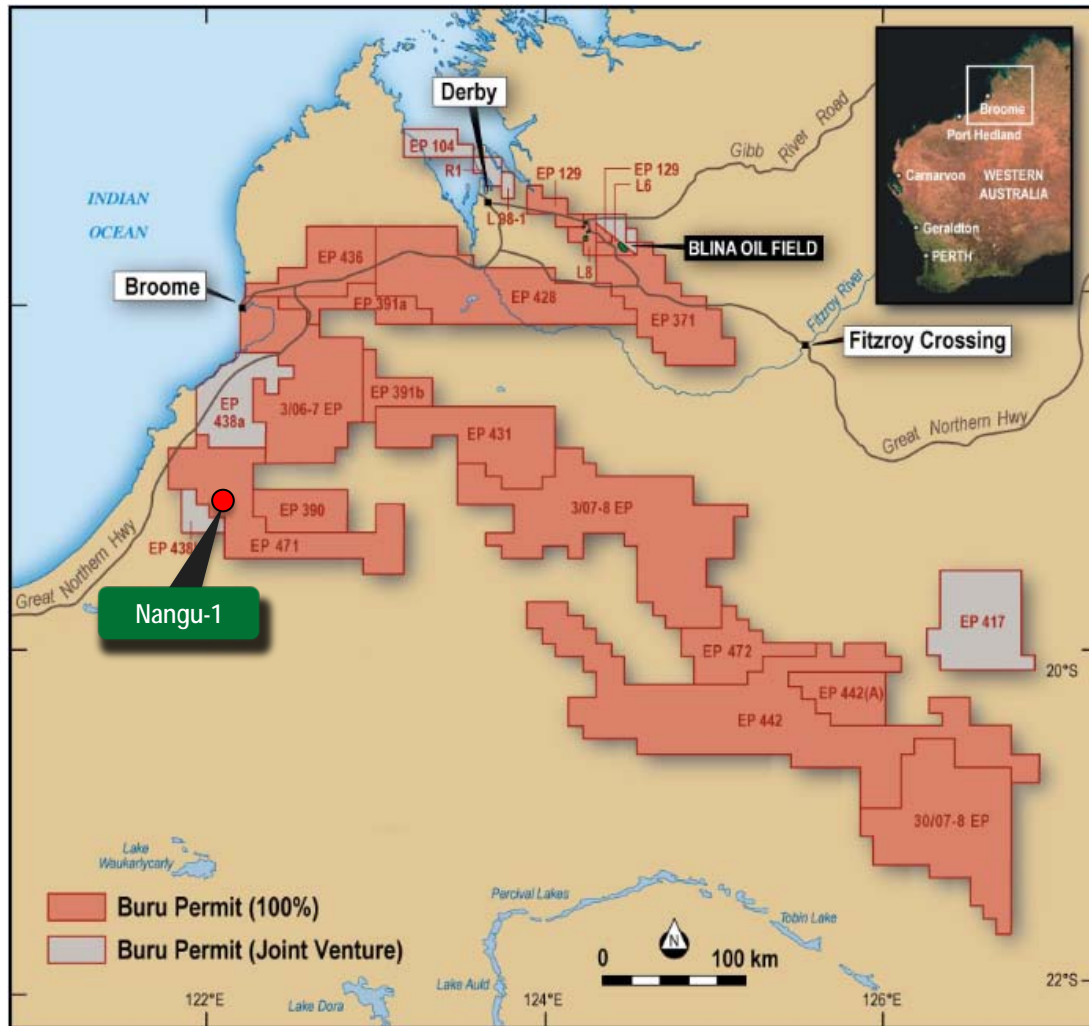 Derby
Broome
Port Hedland
Carnarvon
WESTERN
AUSTRALIA
Geraldton
PERTH
Gibb River Road
EP 104
R1
EP 129
EP 129
L6
L 98-1
INDIAN
OCEAN
BLINA OIL FIELD
L8
EP 436
Broome
EP 391a
EP 428
EP 371
Fitzroy River
Fitzroy Crossing
EP
438a
3/06-7 EP
EP 391b
EP 431
Great Northern Hwy
3/07-8 EP
EP 390
EP 438
EP 471
Great Northern Hwy
Nangu-1
EP 417
EP 472
20°S
EP 442(A)
EP 442
30/07-8 EP
Lake
Waukarlycarly
Buru Permit (100%)
Buru Permit (Joint Venture)
Percival Lakes
Tobin Lake
N
0 100 km
Lake Auld
Lake Dora
22°S
122°E
124°E
126°E